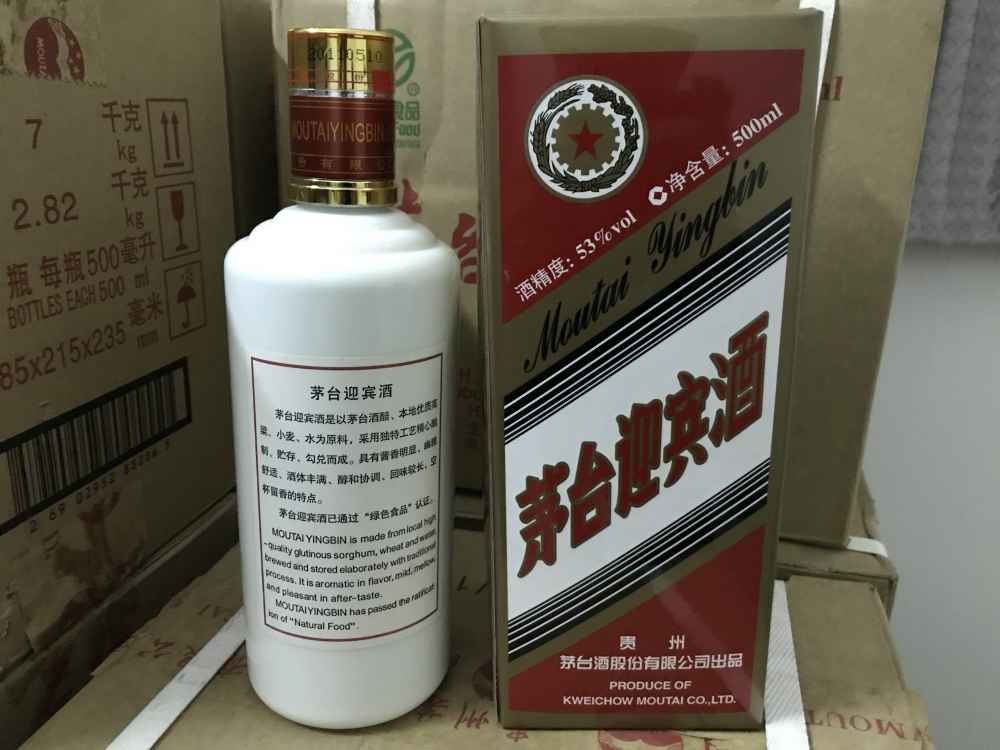 MOUTAI
7
千克
kg
2.82
千克
kg
瓶 每瓶500毫升
BOTTLES EACH 500 ml
85x215x235 毫米
mm
20110510
MOUTAIYINGBIN
份有限
茅台迎宾酒
茅台迎宾酒是以茅台酒醅、本地优质高
粱、小麦、水为原料，采用独特工艺精心酿
制、贮存、勾兑而成。具有酱香明显、幽雅
舒适、酒体丰满、醇和协调、回味较长、空
杯留香的特点。
茅台迎宾酒已通过“绿色食品”认证。
MOUTAI YINGBIN is made from local high
-quality glutinous sorghum, wheat and water,
brewed and stored elaborately with traditional
process. It is aromatic in flavor, mild, mellow,
and pleasant in after-taste.
MOUTAI YINGBIN has passed the ratificat
ion of "Natural Food".
酒精度：53%vol 净含量：500ml
Moutai Yingbin
茅台迎宾酒
贵 州
茅台酒股份有限公司出品
PRODUCE OF
KWEICHOW MOUTAI CO.,LTD.
MOUTAI